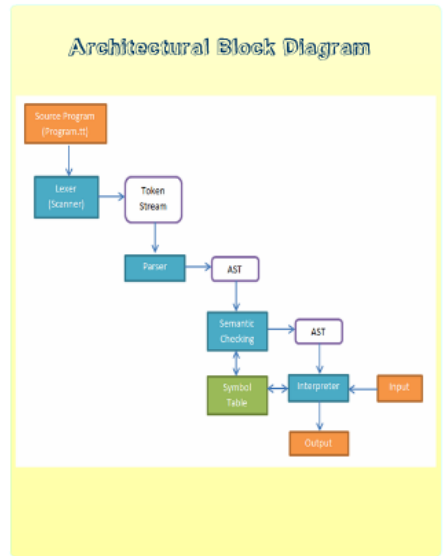 Architectural Block Diagram
Source Program
(Program.tt)
Lexer
(Scanner)
Token
Stream
Parser
AST
Semantic
Checking
AST
Symbol
Table
Interpreter
Input
Output